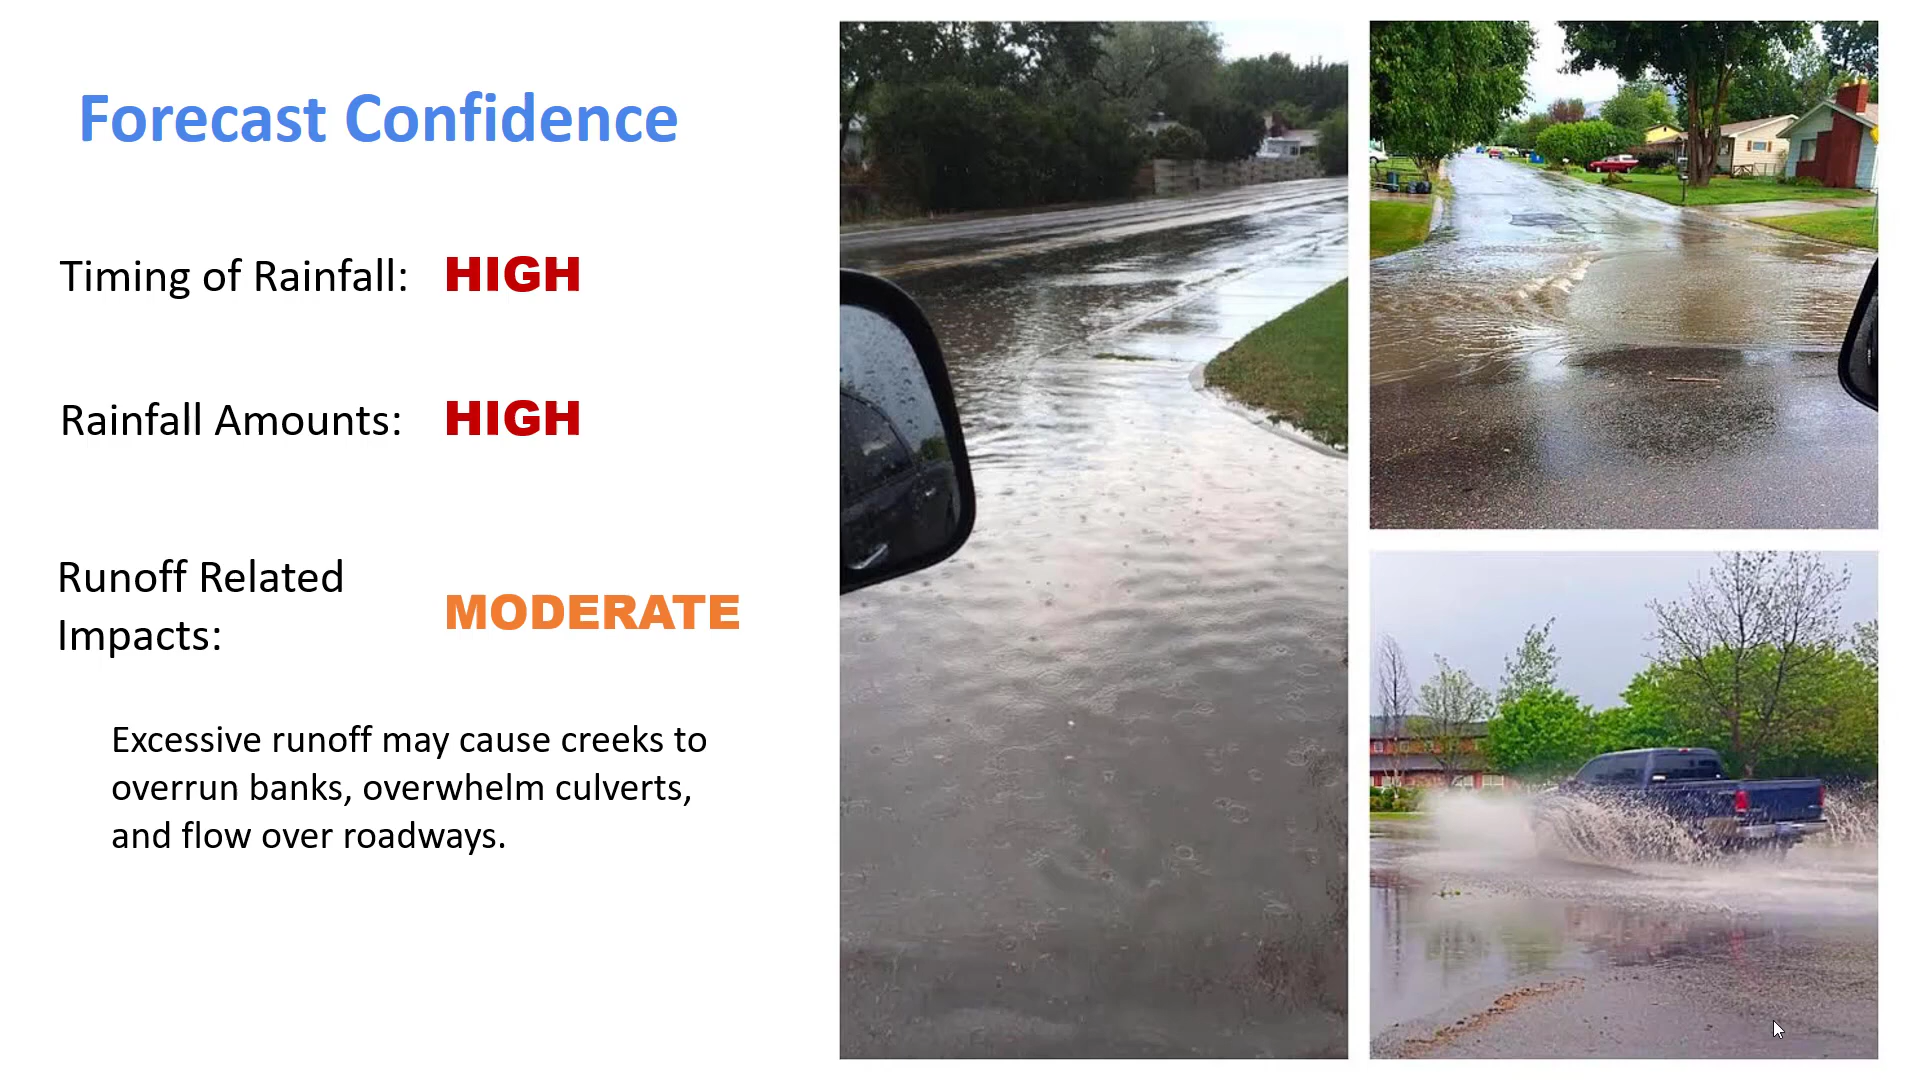 Forecast Confidence
Timing of Rainfall: HIGH
Rainfall Amounts: HIGH
Runoff Related
Impacts: MODERATE
Excessive runoff may cause creeks to
overrun banks, overwhelm culverts,
and flow over roadways.